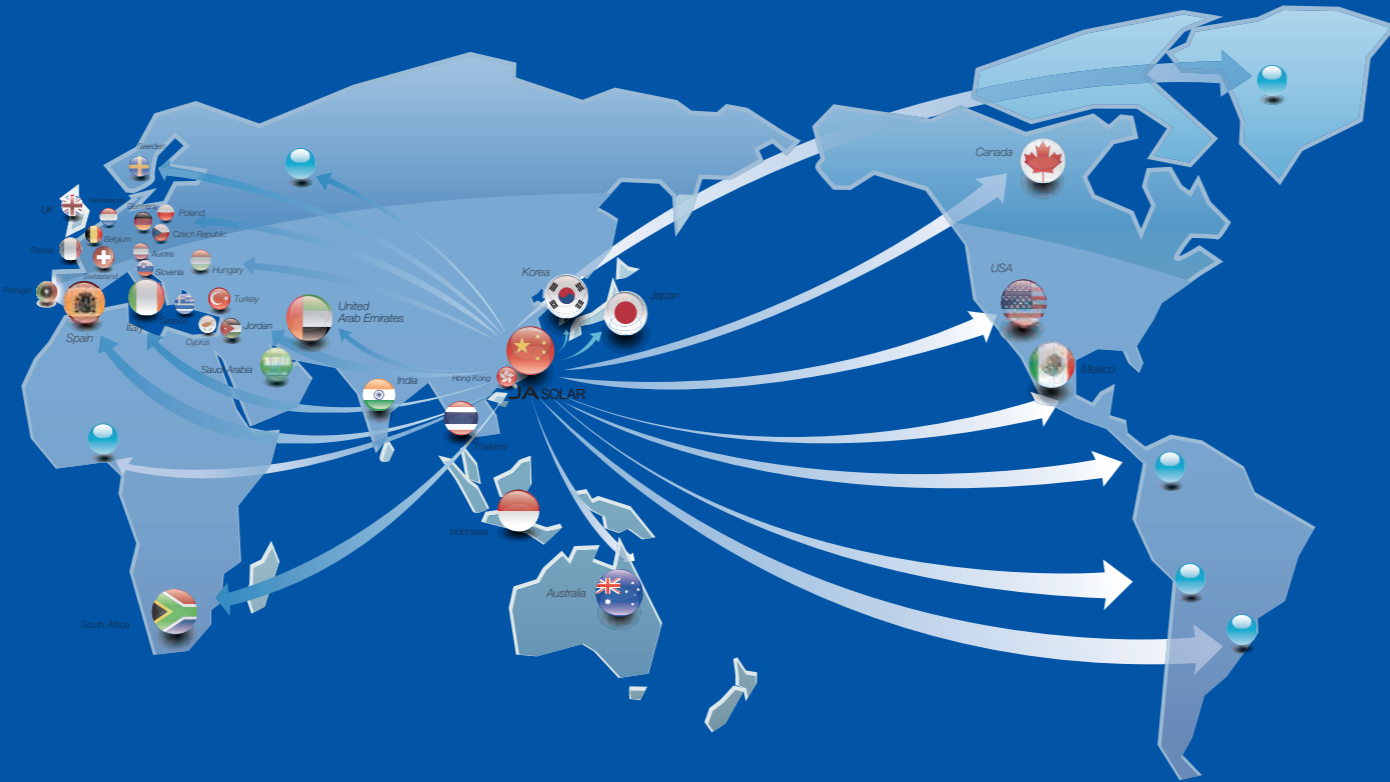 Sweden
UK
Netherlands
Germany
Poland
Belgium
Czech Republic
France
Austria
Switzerland
Slovenia
Hungary
Portugal
Spain
Italy
Turkey
Cyprus
Jordan
United
Arab Emirates
Saudi Arabia
India
Hong Kong
Korea
Japan
JA SOLAR
Thailand
Indonesia
Australia
South Africa
Canada
USA
Mexico